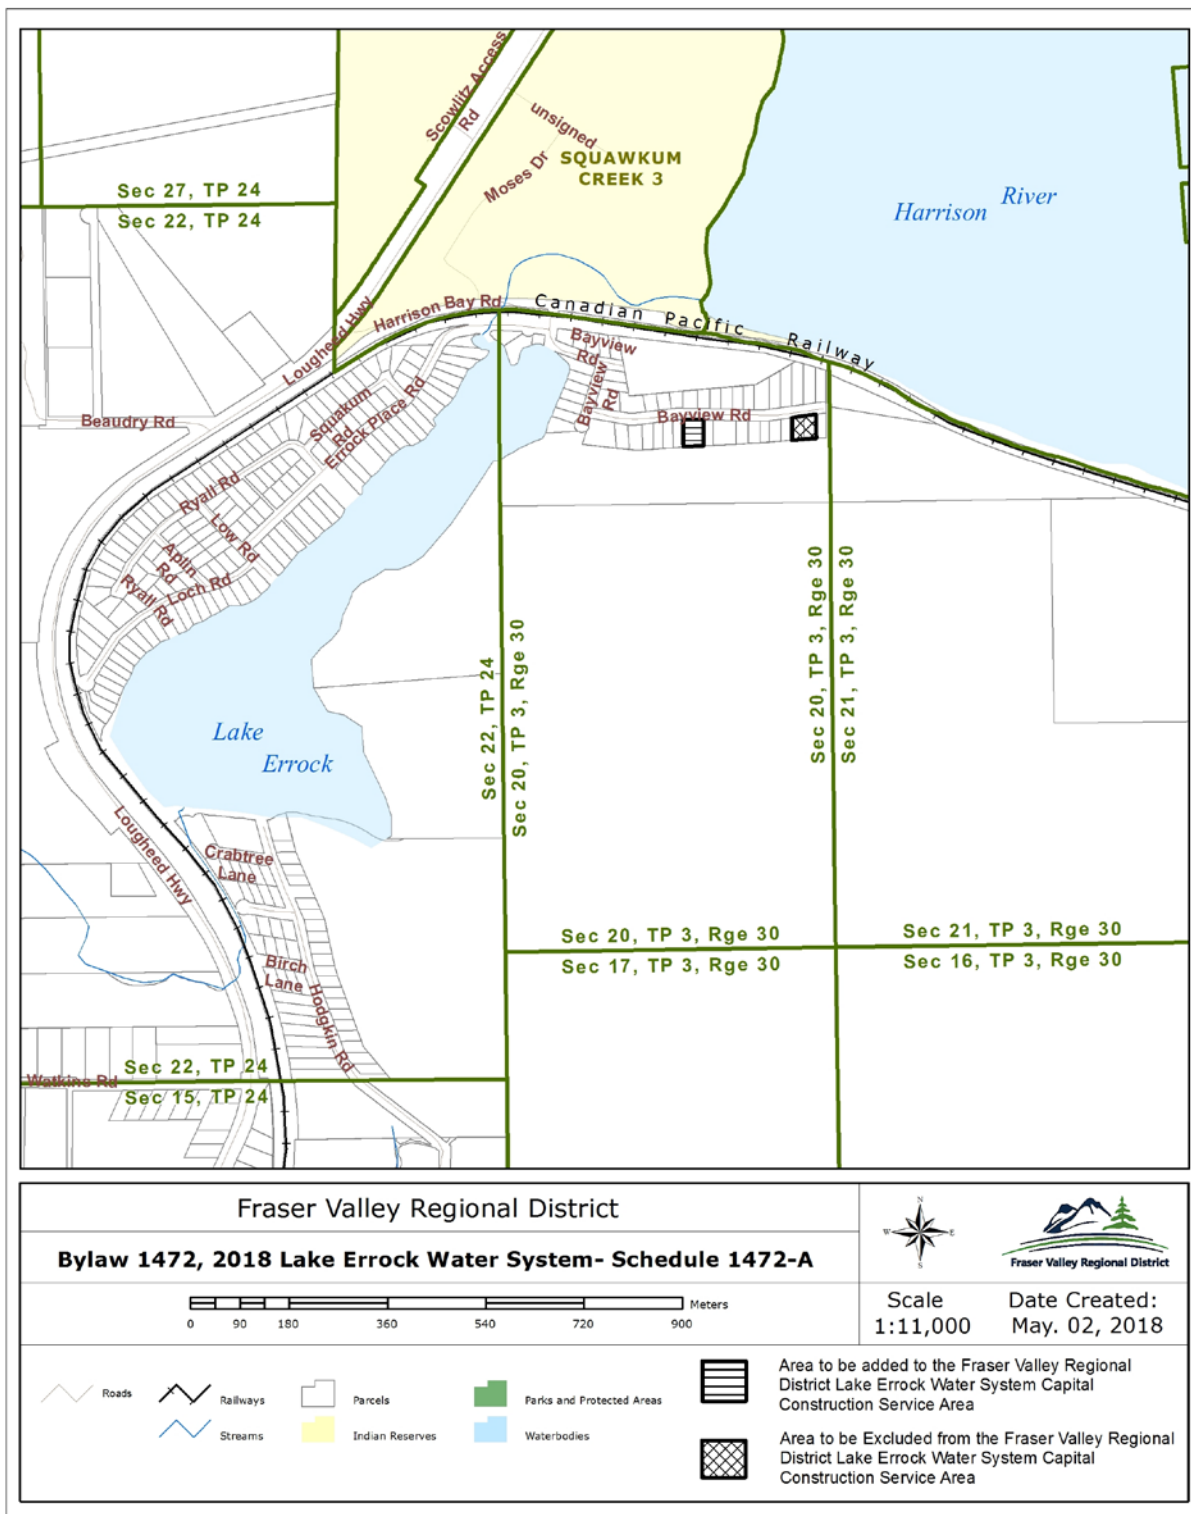 Scowlitz Access
Rd
unsigned
Moses Dr
SQUAWKUM
CREEK 3
Harrison River
Sec 27, TP 24
Sec 22, TP 24
Lougheed Hwy
Harrison Bay Rd
Canadian Pacific Railway
Bayview
Rd
Bayview
Rd
Bayview Rd
Beaudry Rd
Squakum
Rd
Errock Place Rd
Ryall Rd
Low Rd
Aplin
Rd
Loch Rd
Ryall Rd
Sec 22, TP 24
Sec 20, TP 3, Rge 30
Sec 20, TP 3, Rge 30
Sec 21, TP 3, Rge 30
Lake
Errock
Lougheed Hwy
Crabtree
Lane
Birch
Lane
Hodgkin Rd
Sec 20, TP 3, Rge 30
Sec 17, TP 3, Rge 30
Sec 21, TP 3, Rge 30
Sec 16, TP 3, Rge 30
Sec 22, TP 24
Watkins Rd
Sec 15, TP 24
Fraser Valley Regional District
Bylaw 1472, 2018 Lake Errock Water System- Schedule 1472-A
Meters
0 90 180 360 540 720 900
N
W E
S
Fraser Valley Regional District
Scale
1:11,000
Date Created:
May. 02, 2018
Roads
Railways
Parcels
Parks and Protected Areas
Streams
Indian Reserves
Waterbodies
Area to be added to the Fraser Valley Regional
District Lake Errock Water System Capital
Construction Service Area
Area to be Excluded from the Fraser Valley Regional
District Lake Errock Water System Capital
Construction Service Area